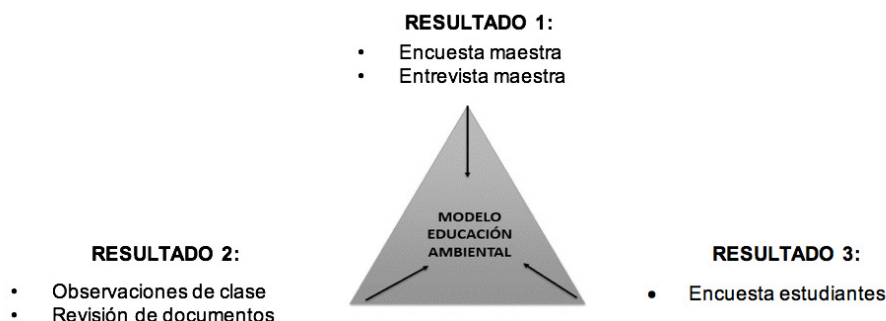 RESULTADO 1:
• Encuesta maestra
• Entrevista maestra
MODELO
EDUCACIÓN
AMBIENTAL
RESULTADO 2:
• Observaciones de clase
• Revisión de documentos
RESULTADO 3:
• Encuesta estudiantes